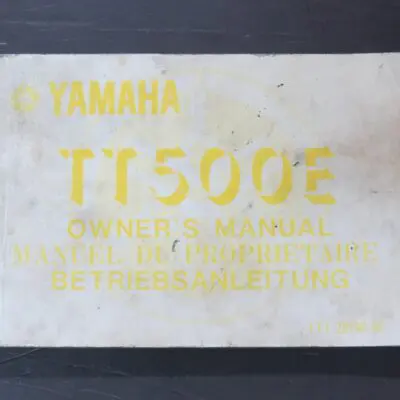 YAMAHA
TT500E
OWNER'S MANUAL
MANUEL DU PROPRIETAIRE
BETRIEBSANLEITUNG